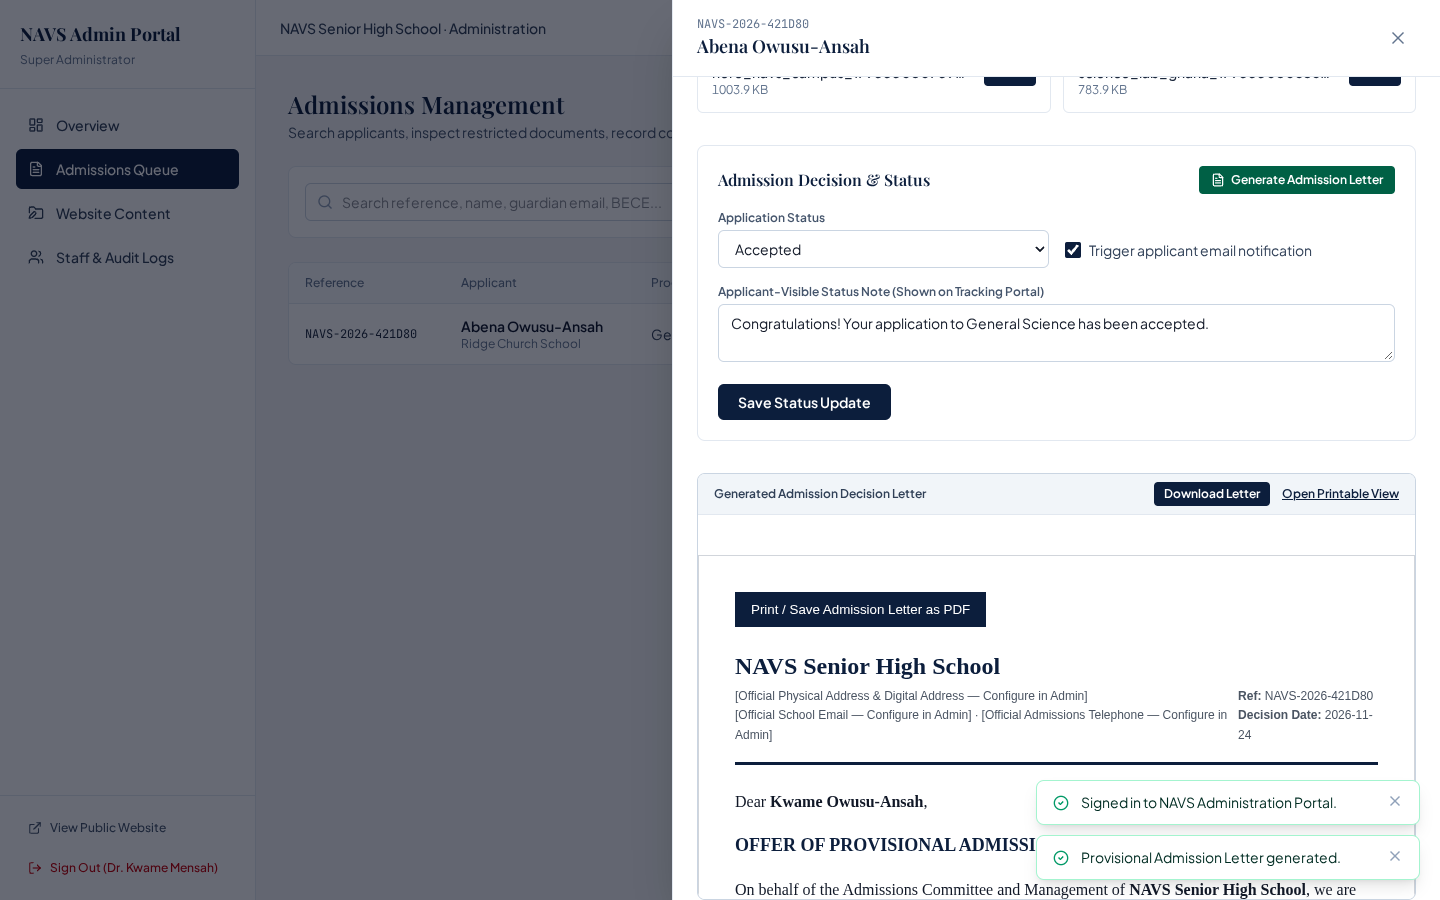 NAVS Admin Portal
Super Administrator
Overview
Admissions Queue
Website Content
Staff & Audit Logs
View Public Website
Sign Out (Dr. Kwame Mensah)
NAVS Senior High School · Administration
Admissions Management
Search applicants, inspect restricted documents, record co
Search reference, name, guardian email, BECE...
Reference Applicant Pro
NAVS-2026-421D80 Abena Owusu-Ansah Ge
Ridge Church School
NAVS-2026-421D80
Abena Owusu-Ansah
1003.9 KB
783.9 KB
Admission Decision & Status
Generate Admission Letter
Application Status
Accepted
Trigger applicant email notification
Applicant-Visible Status Note (Shown on Tracking Portal)
Congratulations! Your application to General Science has been accepted.
Save Status Update
Generated Admission Decision Letter
Download Letter
Open Printable View
Print / Save Admission Letter as PDF
NAVS Senior High School
[Official Physical Address & Digital Address — Configure in Admin]
[Official School Email — Configure in Admin] · [Official Admissions Telephone — Configure in
Admin]
Ref: NAVS-2026-421D80
Decision Date: 2026-11-
24
Dear Kwame Owusu-Ansah,
OFFER OF PROVISIONAL ADMISSI
On behalf of the Admissions Committee and Management of NAVS Senior High School, we are
Signed in to NAVS Administration Portal.
Provisional Admission Letter generated.